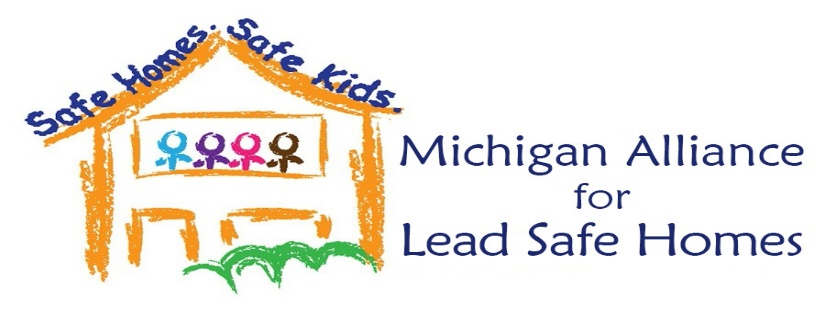 Safe Homes. Safe Kids.
Michigan Alliance
for
Lead Safe Homes